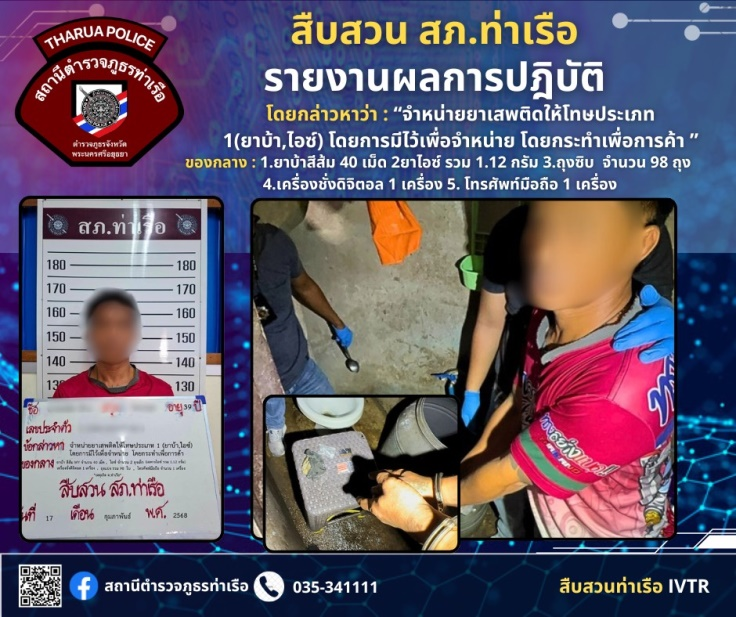 THARUA POLICE
สถานีตำรวจภูธรท่าเรือ
ตำรวจภูธรจังหวัด
พระนครศรีอยุธยา
สืบสวน สภ.ท่าเรือ
รายงานผลการปฎิบัติ
โดยกล่าวหาว่า : “จำหน่ายยาเสพติดให้โทษประเภท
1(ยาบ้า,ไอซ์) โดยการมีไว้เพื่อจำหน่าย โดยกระทำเพื่อการค้า ”
ของกลาง : 1.ยาบ้าสีส้ม 40 เม็ด 2ยาไอซ์ รวม 1.12 กรัม 3.ถุงซิบ จำนวน 98 ถุง
4.เครื่องชั่งดิจิตอล 1 เครื่อง 5. โทรศัพท์มือถือ 1 เครื่อง
สภ.ท่าเรือ
180 180
170 170
160 160
150 150
140 140
130
ชื่อ อายุ 39 ปี
เลขประจำตัว
ข้อกล่าวหา จำหน่ายยาเสพติดให้โทษประเภท 1 (ยาบ้า,ไอซ์)
โดยการมีไว้เพื่อจำหน่าย โดยกระทำเพื่อการค้า
ของกลาง
สืบสวน สภ.ท่าเรือ
วันที่ 17 เดือน กุมภาพันธ์ พ.ศ. 2568
สถานีตำรวจภูธรท่าเรือ 035-341111
สืบสวนท่าเรือ IVTR